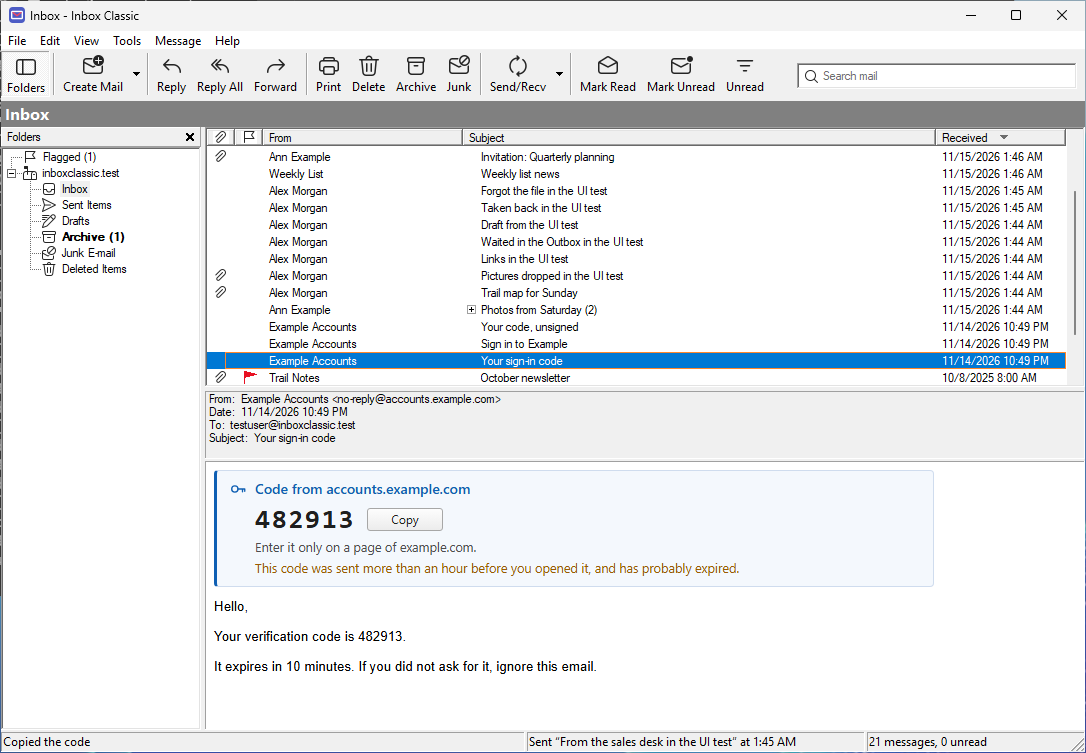 Inbox - Inbox Classic
File Edit View Tools Message Help
Folders Create Mail Reply Reply All Forward Print Delete Archive Junk Send/Recv Mark Read Mark Unread Unread Search mail
Inbox
Folders
Flagged (1)
inboxclassic.test
Inbox
Sent Items
Drafts
Archive (1)
Junk E-mail
Deleted Items
From Subject Received
Ann Example Invitation: Quarterly planning 11/15/2026 1:46 AM
Weekly List Weekly list news 11/15/2026 1:46 AM
Alex Morgan Forgot the file in the UI test 11/15/2026 1:45 AM
Alex Morgan Taken back in the UI test 11/15/2026 1:45 AM
Alex Morgan Draft from the UI test 11/15/2026 1:44 AM
Alex Morgan Waited in the Outbox in the UI test 11/15/2026 1:44 AM
Alex Morgan Links in the UI test 11/15/2026 1:44 AM
Alex Morgan Pictures dropped in the UI test 11/15/2026 1:44 AM
Alex Morgan Trail map for Sunday 11/15/2026 1:44 AM
Ann Example Photos from Saturday (2) 11/15/2026 1:44 AM
Example Accounts Your code, unsigned 11/14/2026 10:49 PM
Example Accounts Sign in to Example 11/14/2026 10:49 PM
Example Accounts Your sign-in code 11/14/2026 10:49 PM
Trail Notes October newsletter 10/8/2025 8:00 AM
From: Example Accounts <no-reply@accounts.example.com>
Date: 11/14/2026 10:49 PM
To: testuser@inboxclassic.test
Subject: Your sign-in code
Code from accounts.example.com
482913 Copy
Enter it only on a page of example.com.
This code was sent more than an hour before you opened it, and has probably expired.
Hello,
Your verification code is 482913.
It expires in 10 minutes. If you did not ask for it, ignore this email.
Copied the code Sent “From the sales desk in the UI test” at 1:45 AM 21 messages, 0 unread